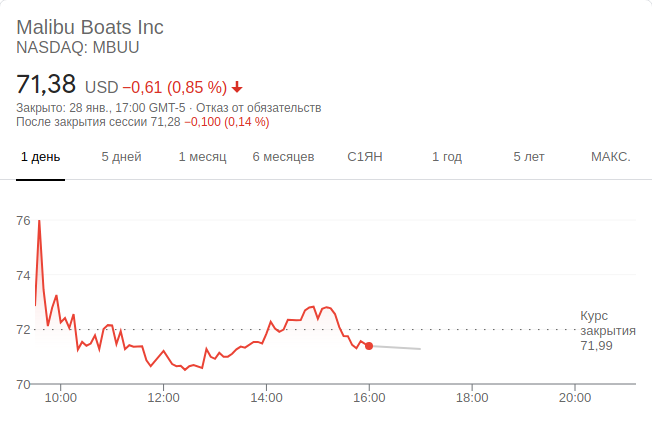 Malibu Boats Inc
NASDAQ: MBUU
71,38 USD −0,61 (0,85 %)
Закрыто: 28 янв., 17:00 GMT-5 · Отказ от обязательств
После закрытия сессии 71,28 −0,100 (0,14 %)
1 день 5 дней 1 месяц 6 месяцев С1ЯН 1 год 5 лет МАКС.
76
74
72
70
Курс
закрытия
71,99
10:00 12:00 14:00 16:00 18:00 20:00